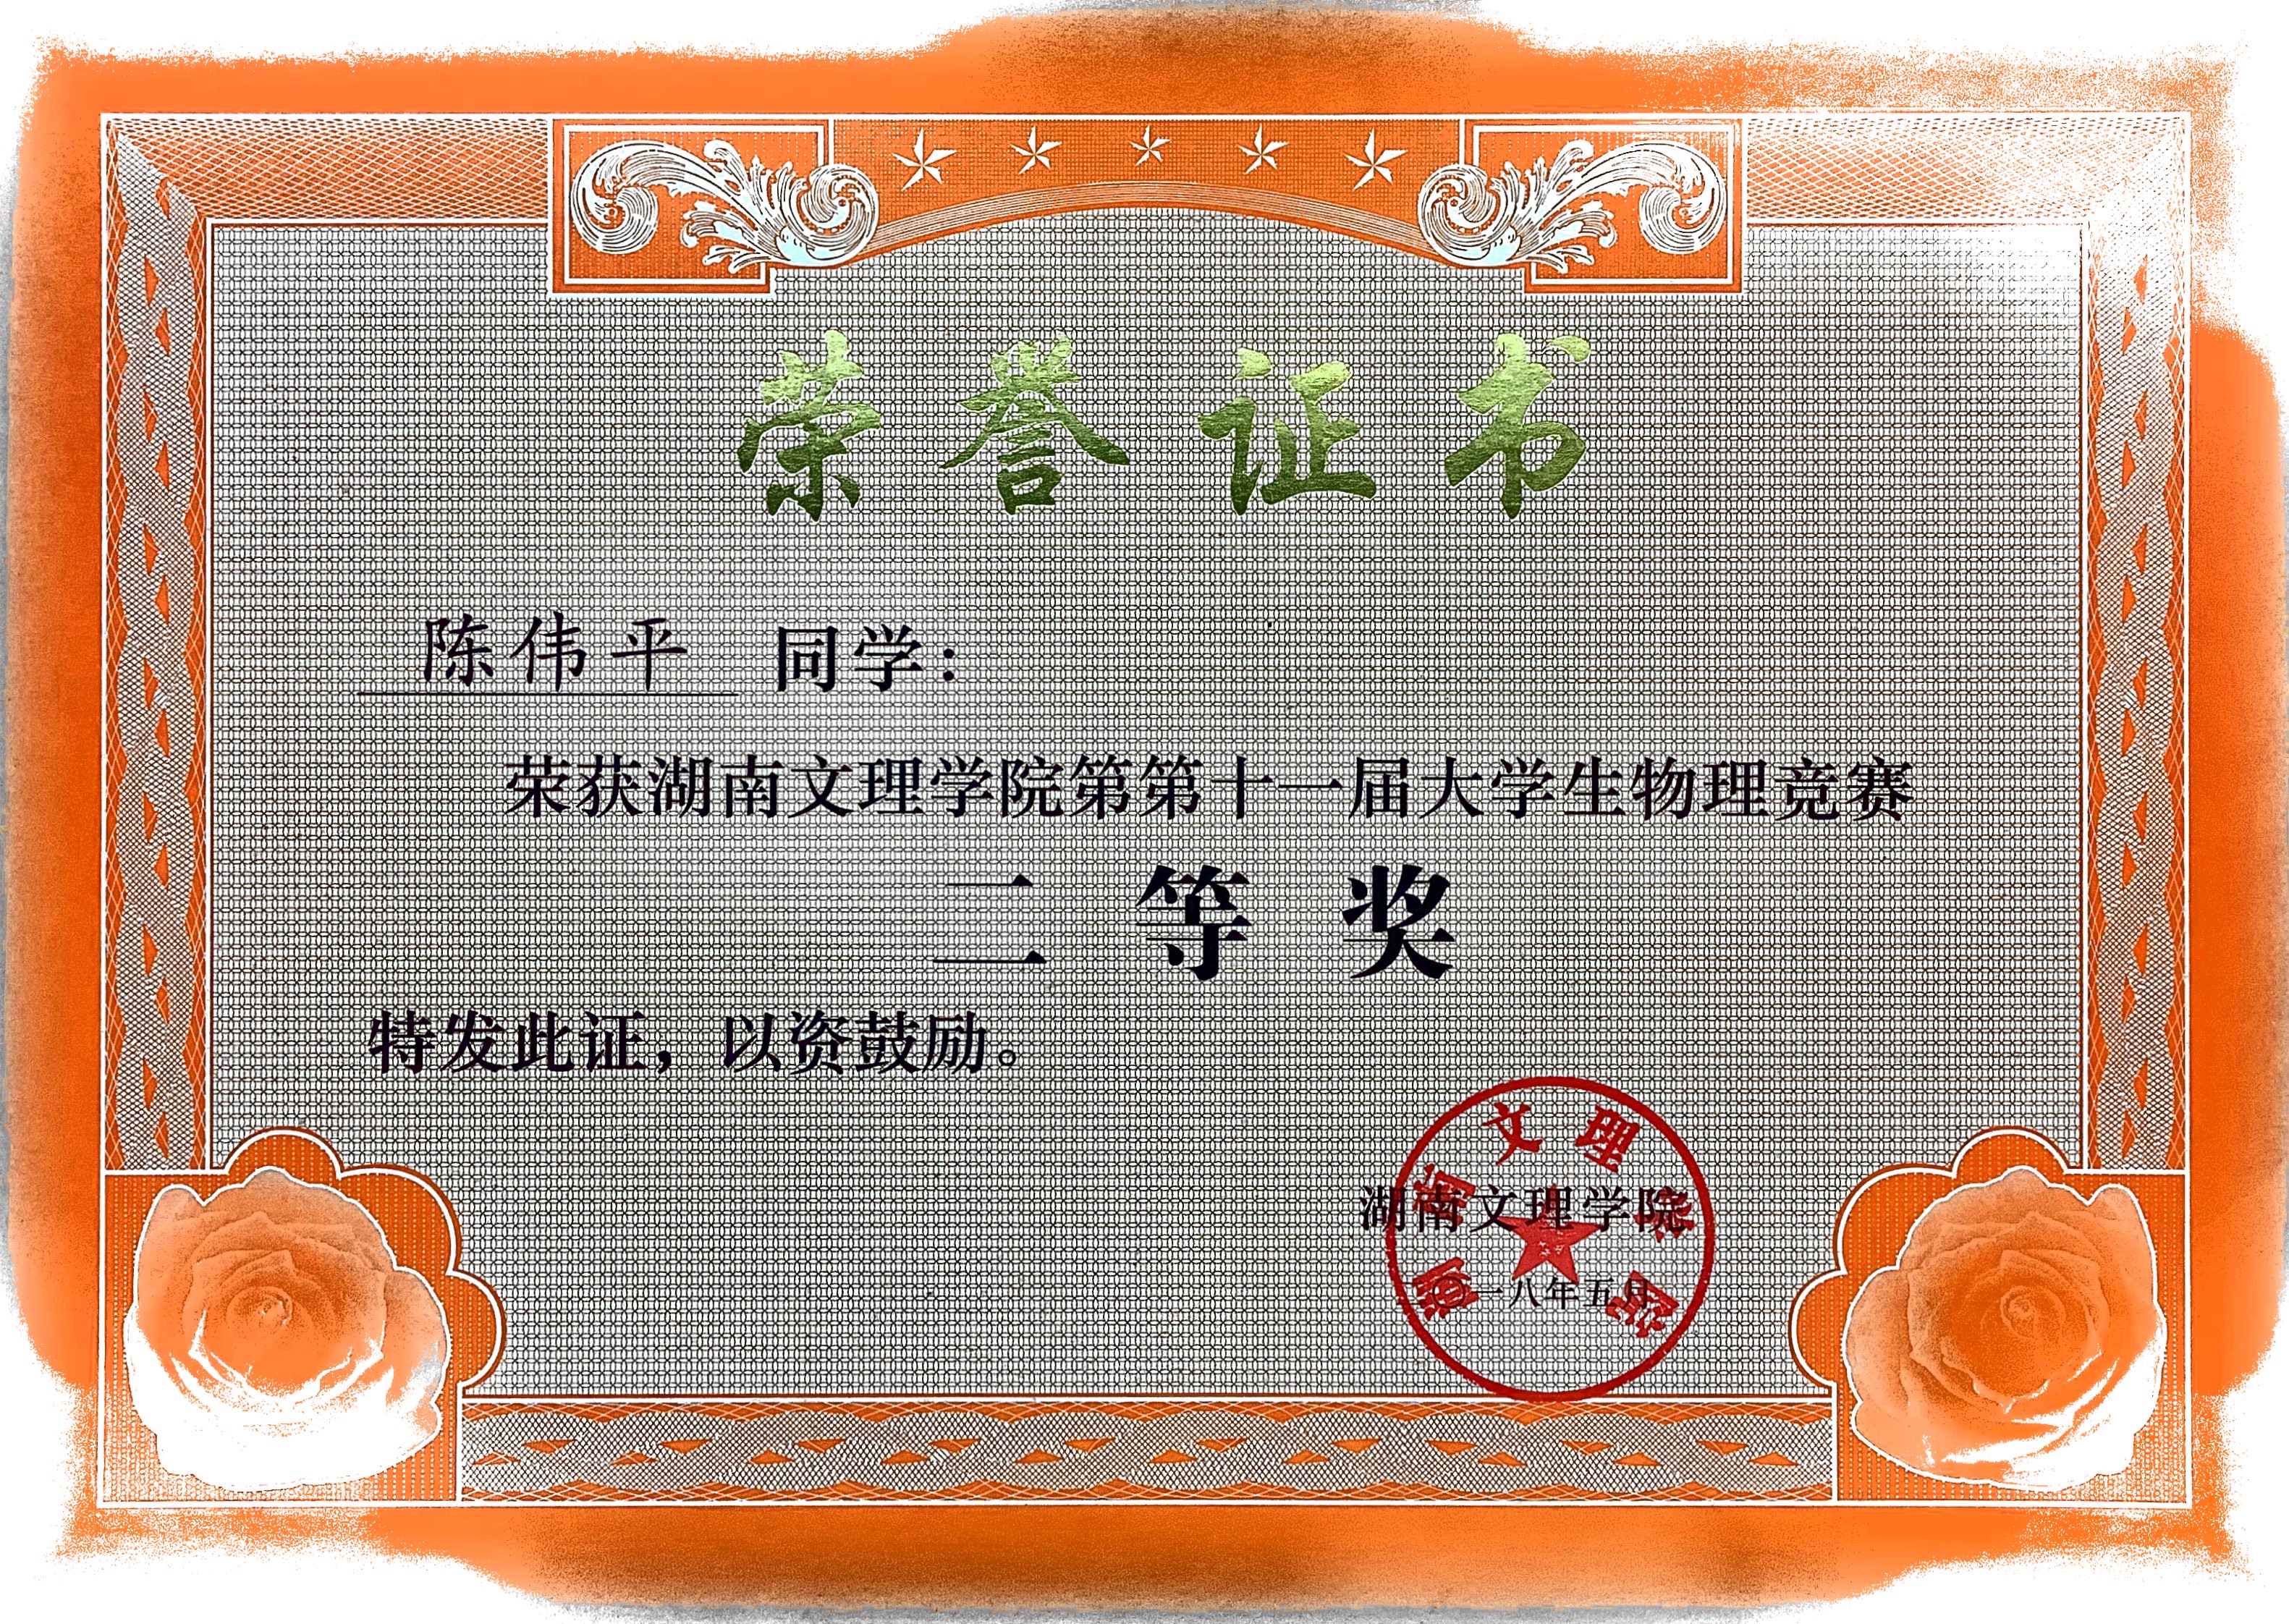 荣誉证书
陈伟平 同学：
荣获湖南文理学院第第十一届大学生物理竞赛
二等奖
特发此证，以资鼓励。
湖南文理学院
〇一八年五月
湖南文理学院